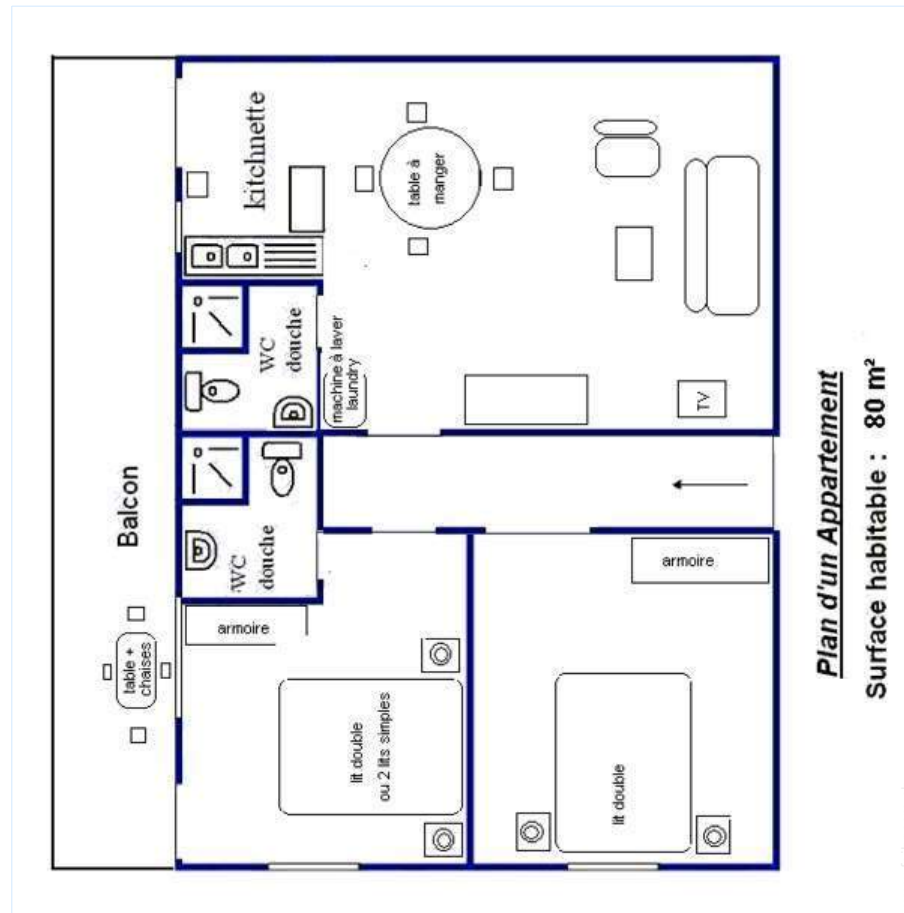 kitchnette
table à
manger
WC
douche
machine à laver
laundry
TV
Balcon
WC
douche
armoire
armoire
table +
chaises
lit double
ou 2 lits simples
lit double
Plan d'un Appartement
Surface habitable : 80 m²